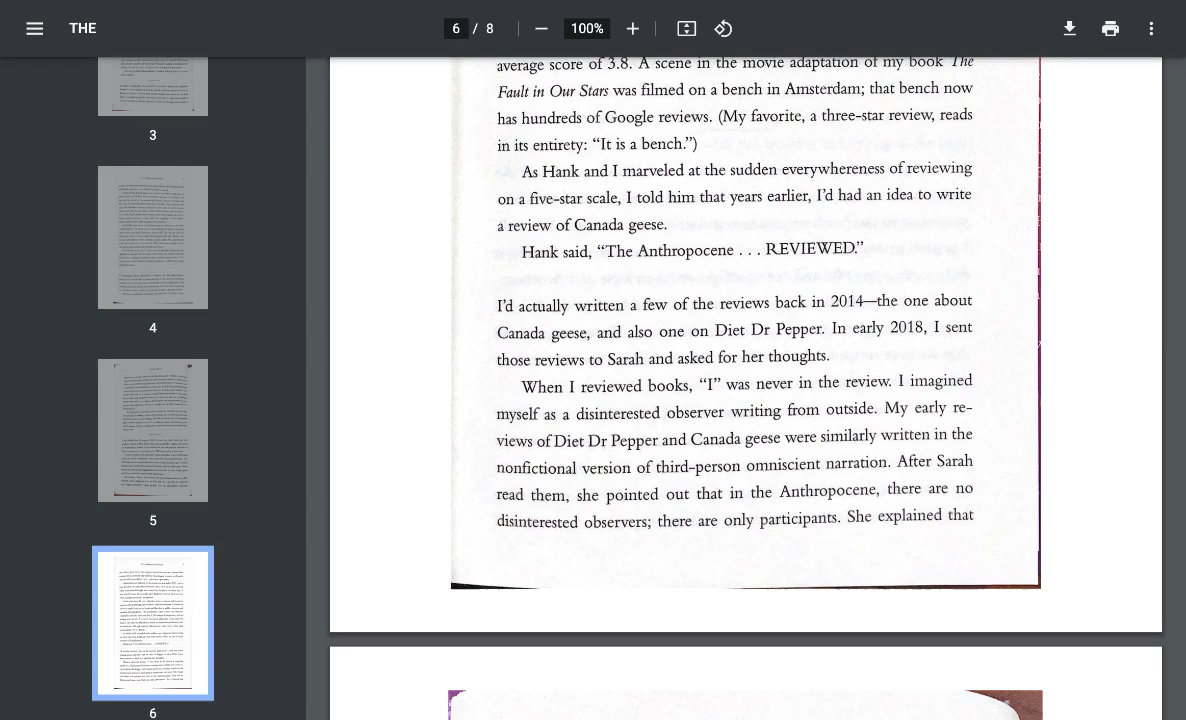 THE
6 / 8
100%
3
4
5
6
average score of 3.8. A scene in the movie adaptation of my book The
Fault in Our Stars was filmed on a bench in Amsterdam; that bench now
has hundreds of Google reviews. (My favorite, a three-star review, reads
in its entirety: “It is a bench.”)
As Hank and I marveled at the sudden everywhereness of reviewing
on a five-star scale, I told him that years earlier, I’d had an idea to write
a review of Canada geese.
Hank said, “The Anthropocene . . . REVIEWED.”
I’d actually written a few of the reviews back in 2014—the one about
Canada geese, and also one on Diet Dr Pepper. In early 2018, I sent
those reviews to Sarah and asked for her thoughts.
When I reviewed books, “I” was never in the review. I imagined
myself as a disinterested observer writing from outside. My early re-
views of Diet Dr Pepper and Canada geese were similarly written in the
nonfictional version of third-person omniscient narration. After Sarah
read them, she pointed out that in the Anthropocene, there are no
disinterested observers; there are only participants. She explained that